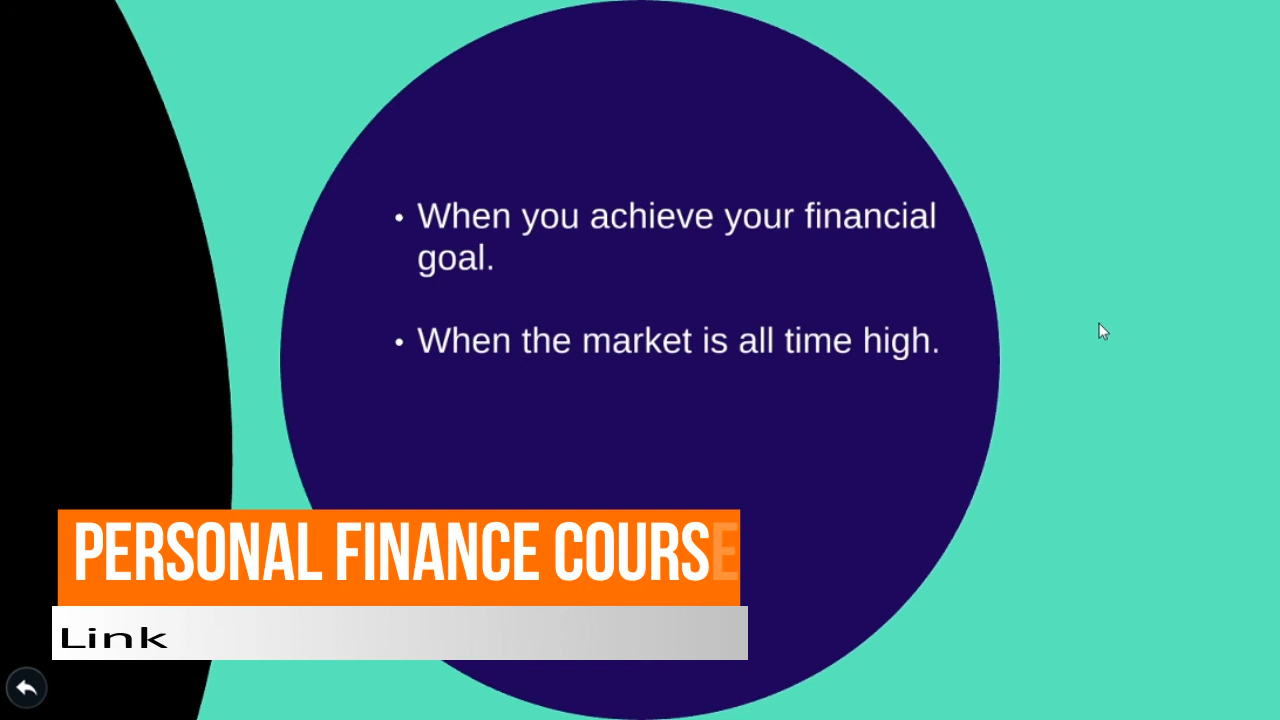 • When you achieve your financial
goal.
• When the market is all time high.
PERSONAL FINANCE COURSE
Link